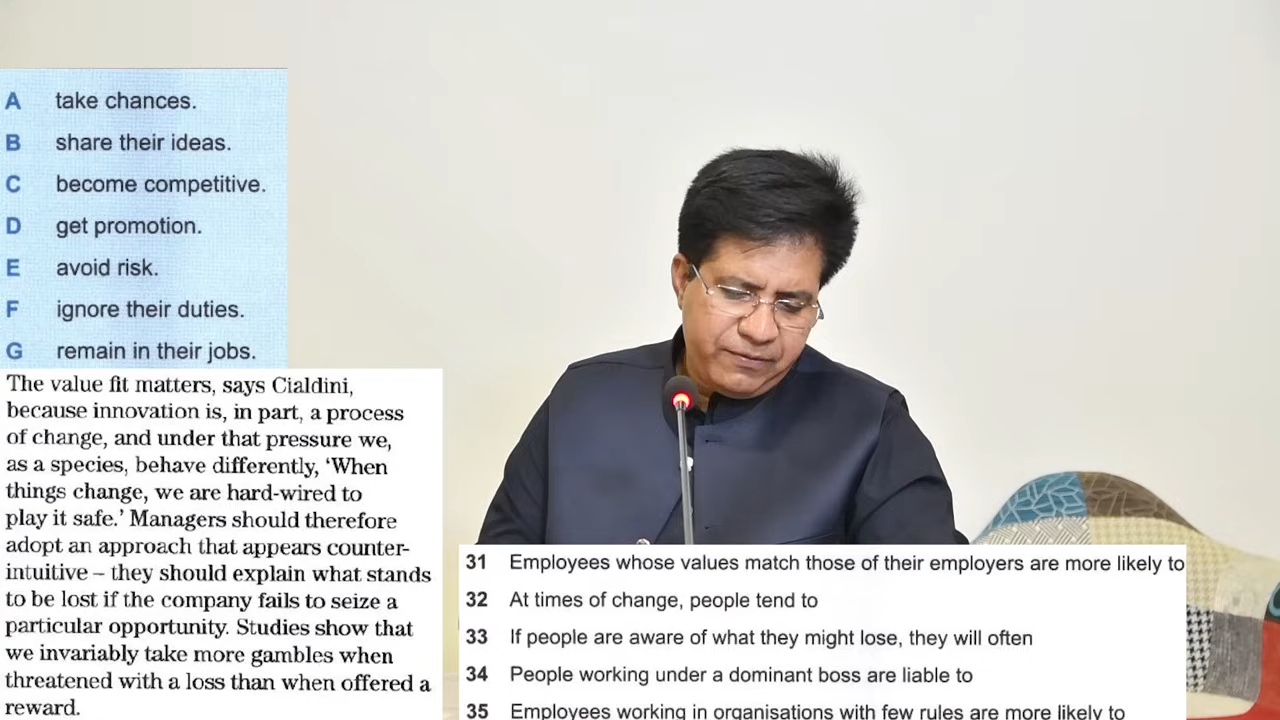 A take chances.
B share their ideas.
C become competitive.
D get promotion.
E avoid risk.
F ignore their duties.
G remain in their jobs.
The value fit matters, says Cialdini,
because innovation is, in part, a process
of change, and under that pressure we,
as a species, behave differently, ‘When
things change, we are hard-wired to
play it safe.’ Managers should therefore
adopt an approach that appears counter-
intuitive – they should explain what stands
to be lost if the company fails to seize a
particular opportunity. Studies show that
we invariably take more gambles when
threatened with a loss than when offered a
reward.
31 Employees whose values match those of their employers are more likely to
32 At times of change, people tend to
33 If people are aware of what they might lose, they will often
34 People working under a dominant boss are liable to
35 Employees working in organisations with few rules are more likely to